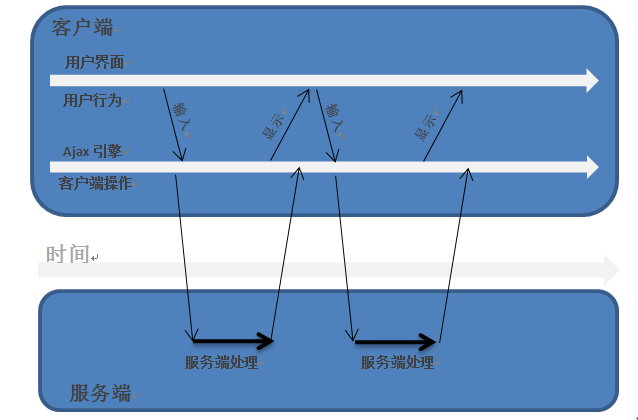 客户端
用户界面
用户行为
输入
显示
输入
显示
Ajax 引擎
客户端操作
时间
服务端处理
服务端处理
服务端